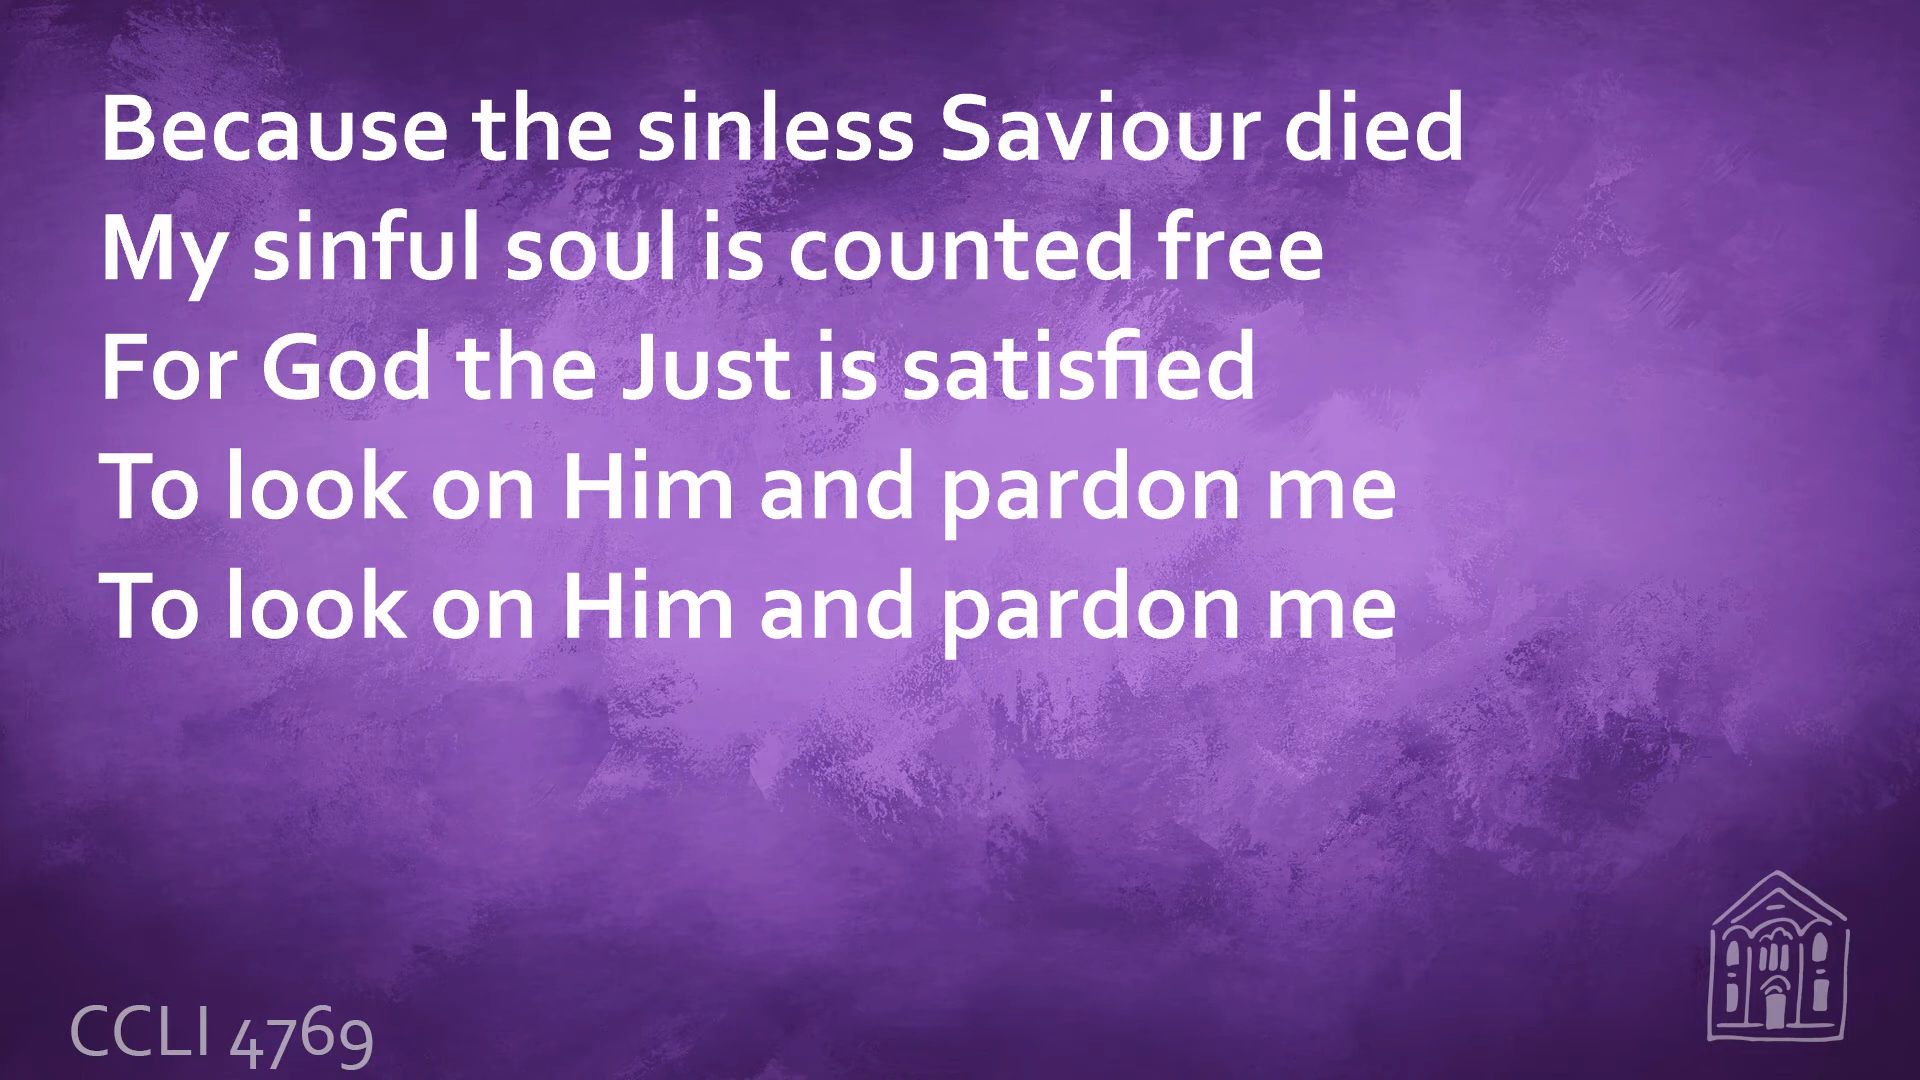 Because the sinless Saviour died
My sinful soul is counted free
For God the Just is satisfied
To look on Him and pardon me
To look on Him and pardon me
CCLI 4769